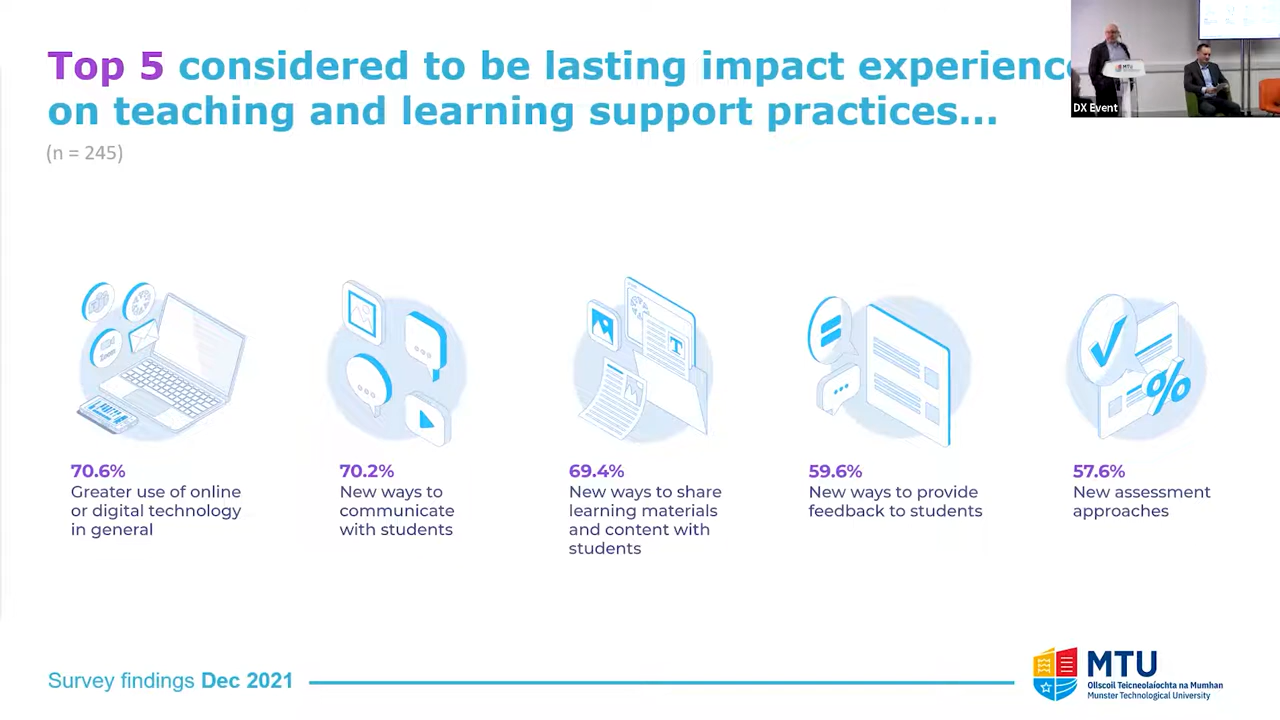 Top 5 considered to be lasting impact experienc
on teaching and learning support practices...
(n = 245)
MTU
DX Event
70.6%
Greater use of online
or digital technology
in general
70.2%
New ways to
communicate
with students
69.4%
New ways to share
learning materials
and content with
students
59.6%
New ways to provide
feedback to students
57.6%
New assessment
approaches
Survey findings Dec 2021
MTU
Ollscoil Teicneolaíochta na Mumhan
Munster Technological University